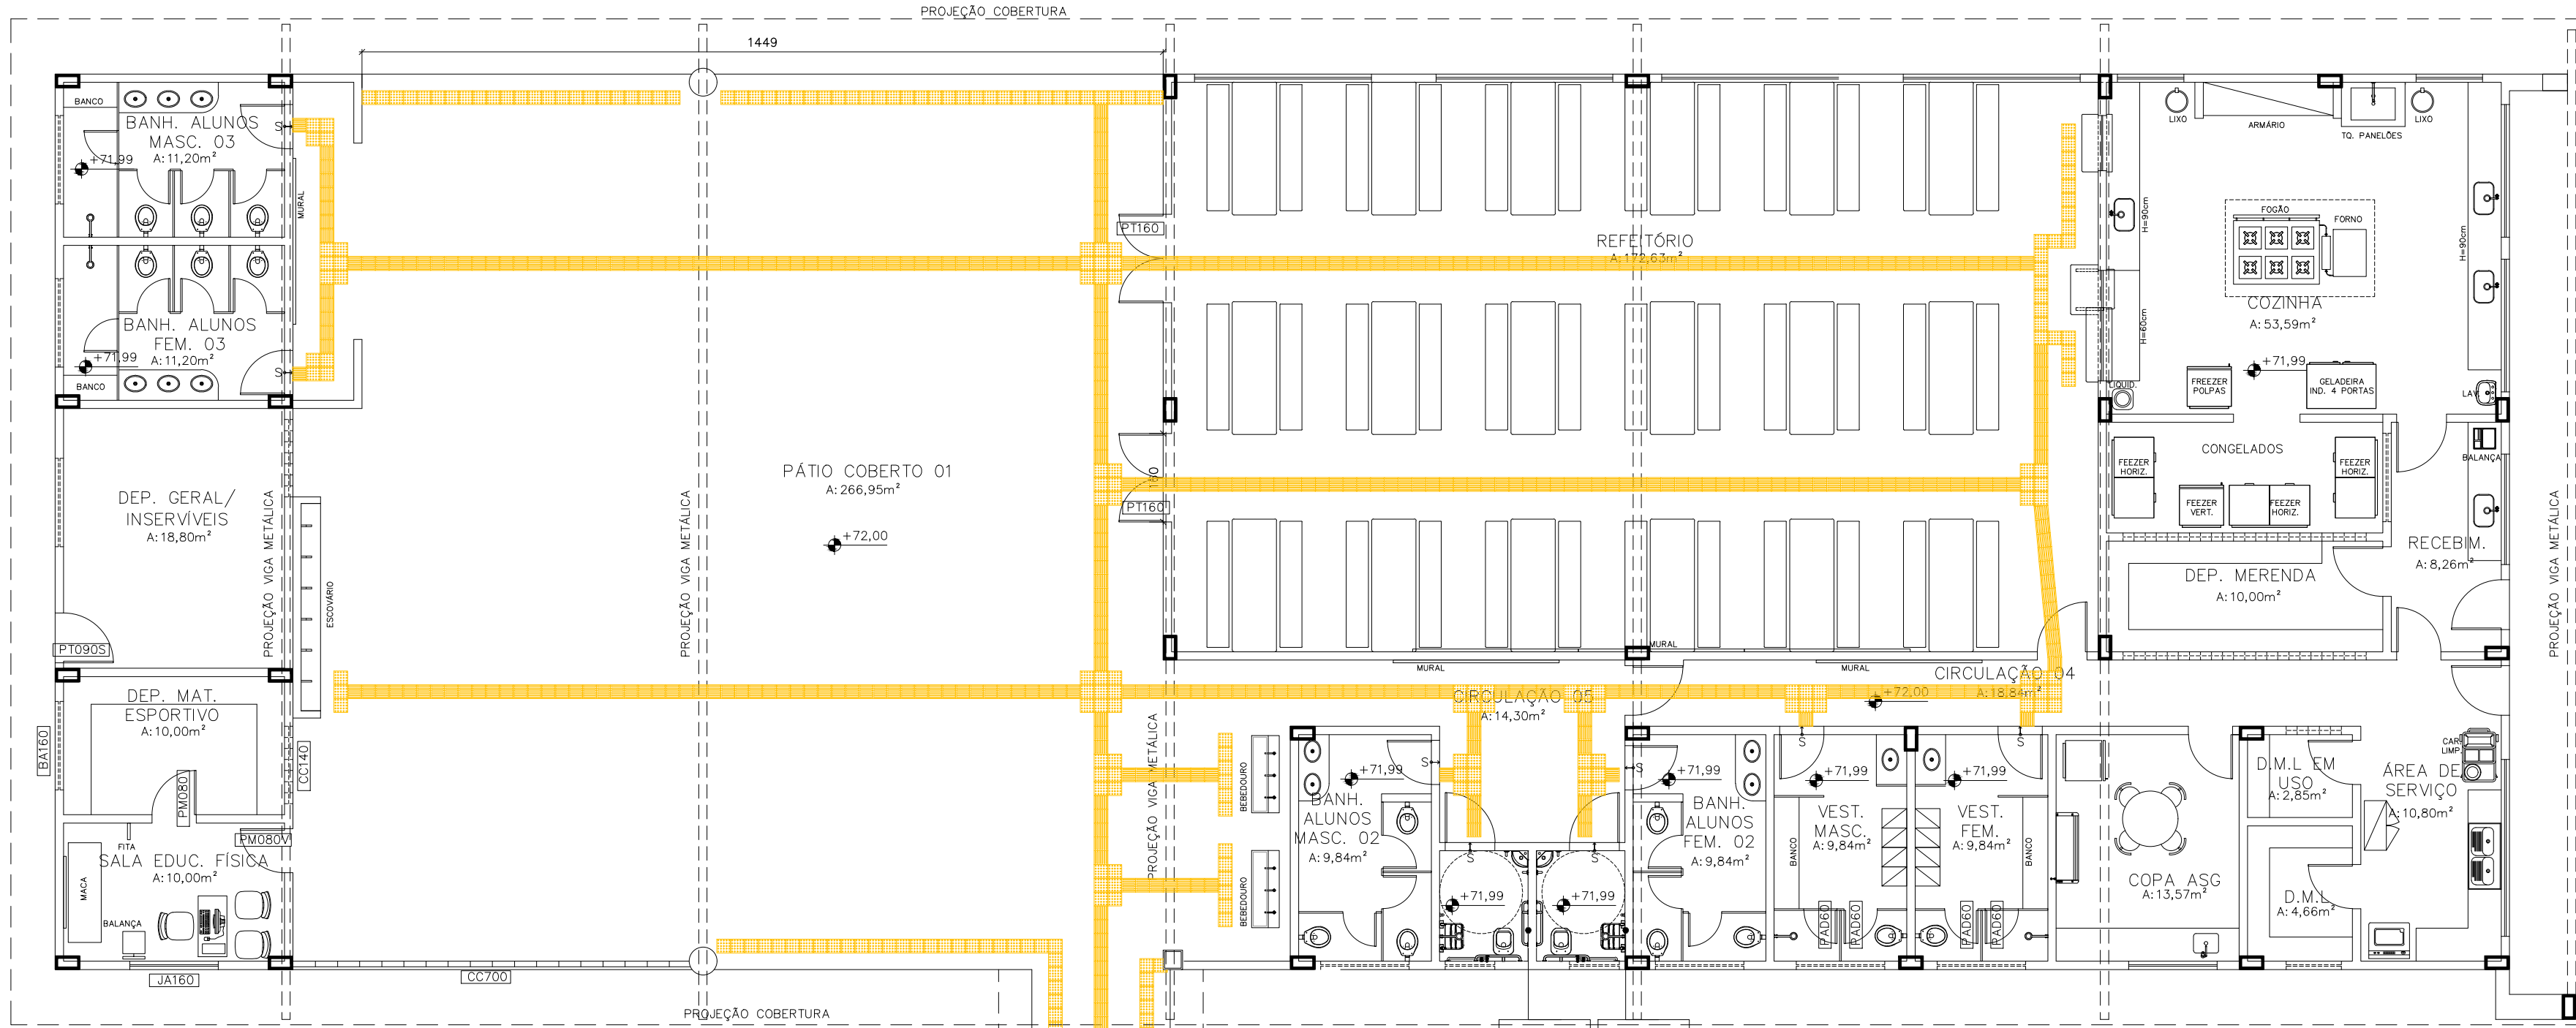 PROJEÇÃO COBERTURA
1449
BANCO
BANH. ALUNOS
MASC. 03
A: 11,20m²
+71,99
S
MURAL
BANH. ALUNOS
FEM. 03
A: 11,20m²
+71,99
BANCO
S
DEP. GERAL/
INSERVÍVEIS
A: 18,80m²
PROJEÇÃO VIGA METÁLICA
ESCOVÁRIO
PT090S
DEP. MAT.
ESPORTIVO
A: 10,00m²
BA160
CC140
PM080
PM080V
FITA
SALA EDUC. FÍSICA
A: 10,00m²
MACA
BALANÇA
JA160
CC700
PÁTIO COBERTO 01
A: 266,95m²
+72,00
PROJEÇÃO VIGA METÁLICA
PROJEÇÃO COBERTURA
PT160
160
PT160
PROJEÇÃO VIGA METÁLICA
REFEITÓRIO
A: 172,63m²
MURAL
MURAL
MURAL
CIRCULAÇÃO 04
A: 18,84m²
+72,00
CIRCULAÇÃO 05
A: 14,30m²
BEBEDOURO
BEBEDOURO
+71,99
S
BANH.
ALUNOS
MASC. 02
A: 9,84m²
S
+71,99
S
+71,99
S
+71,99
BANH.
ALUNOS
FEM. 02
A: 9,84m²
S
+71,99
VEST.
MASC.
A: 9,84m²
BANCO
PAD60
PAD60
S
+71,99
VEST.
FEM.
A: 9,84m²
BANCO
PAD60
PAD60
COPA ASG
A: 13,57m²
D.M.L EM
USO
A: 2,85m²
D.M.L
A: 4,66m²
CAR.
LIMP.
ÁREA DE
SERVIÇO
A: 10,80m²
LIXO
ARMÁRIO
TQ. PANELÕES
LIXO
H=90cm
FOGÃO
FORNO
H=90cm
COZINHA
A: 53,59m²
H=60cm
+71,99
LIQUID.
FREEZER
POLPAS
GELADEIRA
IND. 4 PORTAS
LAV.
CONGELADOS
FEEZER
HORIZ.
FEEZER
HORIZ.
FEEZER
VERT.
FEEZER
HORIZ.
BALANÇA
RECEBIM.
A: 8,26m²
DEP. MERENDA
A: 10,00m²
PROJEÇÃO VIGA METÁLICA